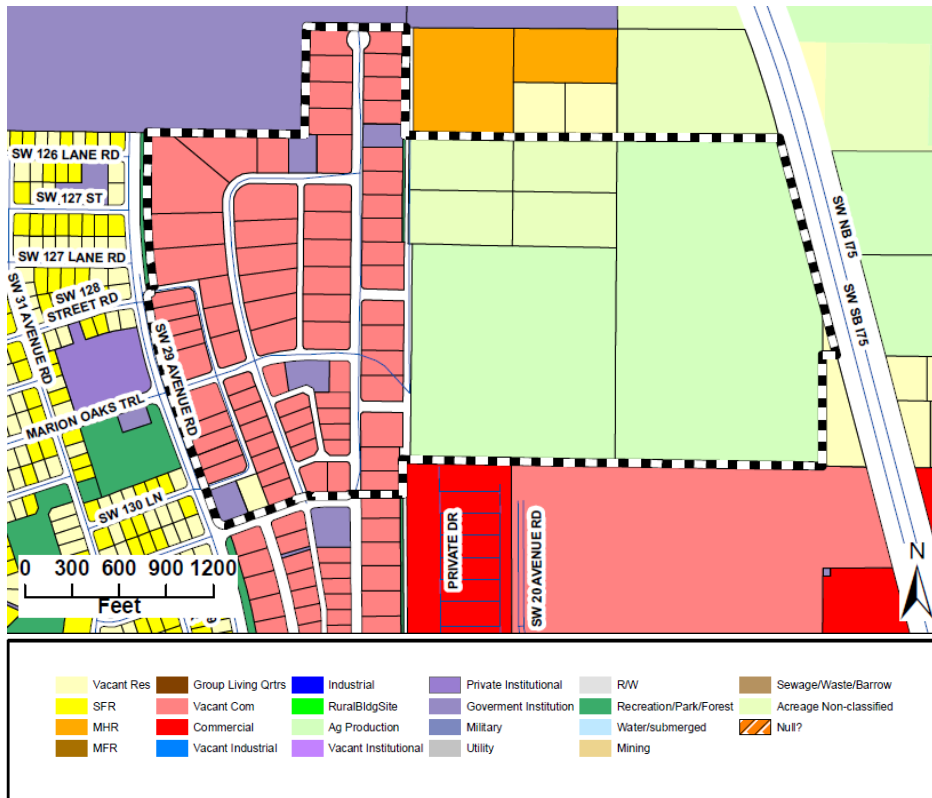 SW 126 LANE RD
SW 127 ST
SW 127 LANE RD
SW 128
STREET RD
SW 31 AVENUE RD
SW 29 AVENUE RD
MARION OAKS TRL
SW 130 LN
SW NB I75
SW SB I75
PRIVATE DR
SW 20 AVENUE RD
N
0 300 600 900 1200
Feet
Vacant Res
SFR
MHR
MFR
Group Living Qrtrs
Vacant Com
Commercial
Vacant Industrial
Industrial
RuralBldgSite
Ag Production
Vacant Institutional
Private Institutional
Goverment Institution
Military
Utility
R/W
Recreation/Park/Forest
Water/submerged
Mining
Sewage/Waste/Barrow
Acreage Non-classified
Null?